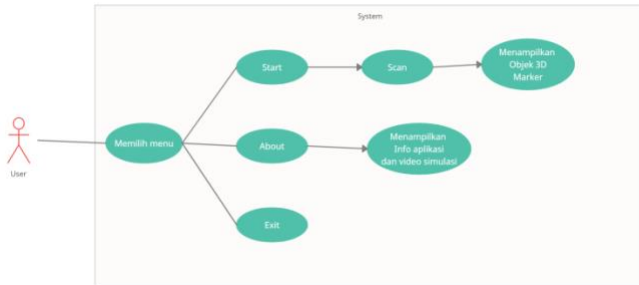 System
Start
Scan
Menampilkan
Objek 3D
Marker
User
Memilih menu
About
Menampilkan
Info aplikasi
dan video simulasi
Exit